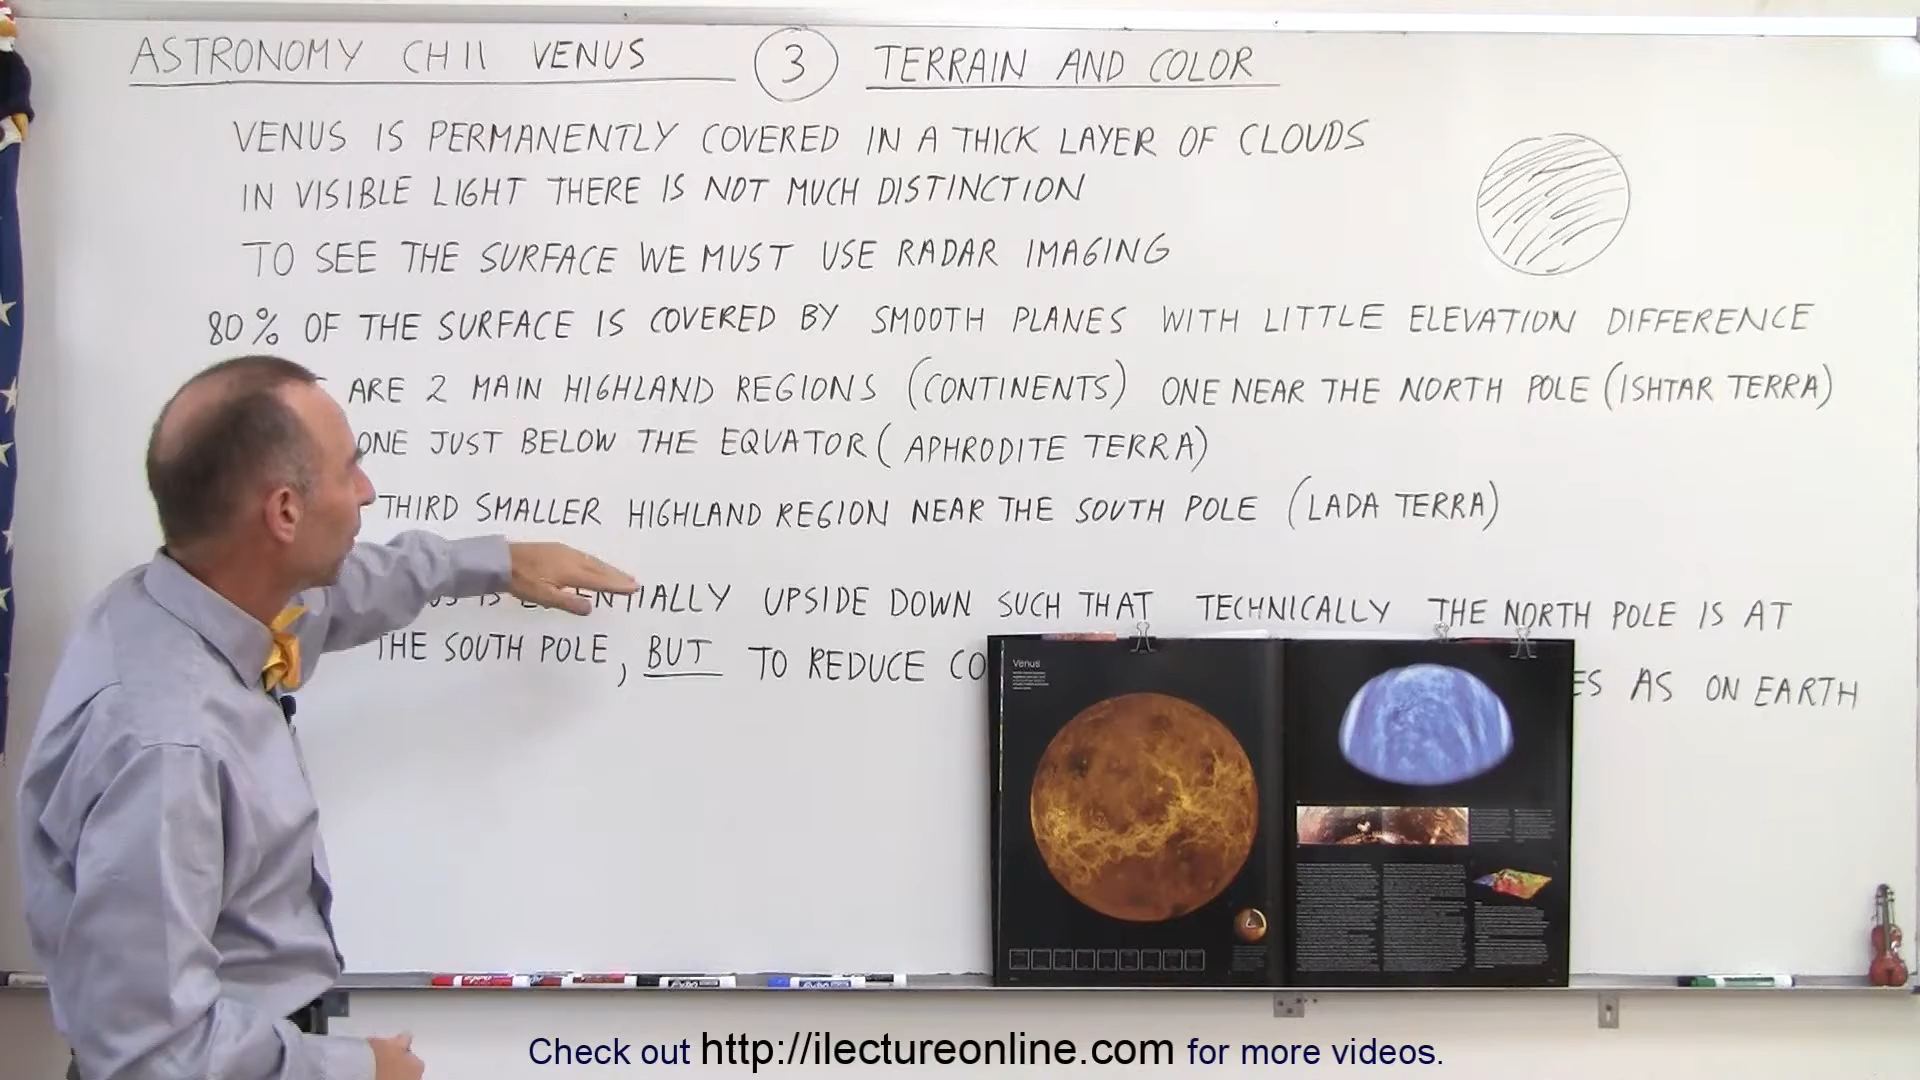 ASTRONOMY CH 11 VENUS 3 TERRAIN AND COLOR
VENUS IS PERMANENTLY COVERED IN A THICK LAYER OF CLOUDS
IN VISIBLE LIGHT THERE IS NOT MUCH DISTINCTION
TO SEE THE SURFACE WE MUST USE RADAR IMAGING
80% OF THE SURFACE IS COVERED BY SMOOTH PLANES WITH LITTLE ELEVATION DIFFERENCE
ARE 2 MAIN HIGHLAND REGIONS (CONTINENTS) ONE NEAR THE NORTH POLE (ISHTAR TERRA)
ONE JUST BELOW THE EQUATOR (APHRODITE TERRA)
THIRD SMALLER HIGHLAND REGION NEAR THE SOUTH POLE (LADA TERRA)
IS UPSIDE DOWN SUCH THAT TECHNICALLY THE NORTH POLE IS AT
THE SOUTH POLE, BUT TO REDUCE AS ON EARTH
Venus
EXPO
EXPO
Check out http://ilectureonline.com for more videos.